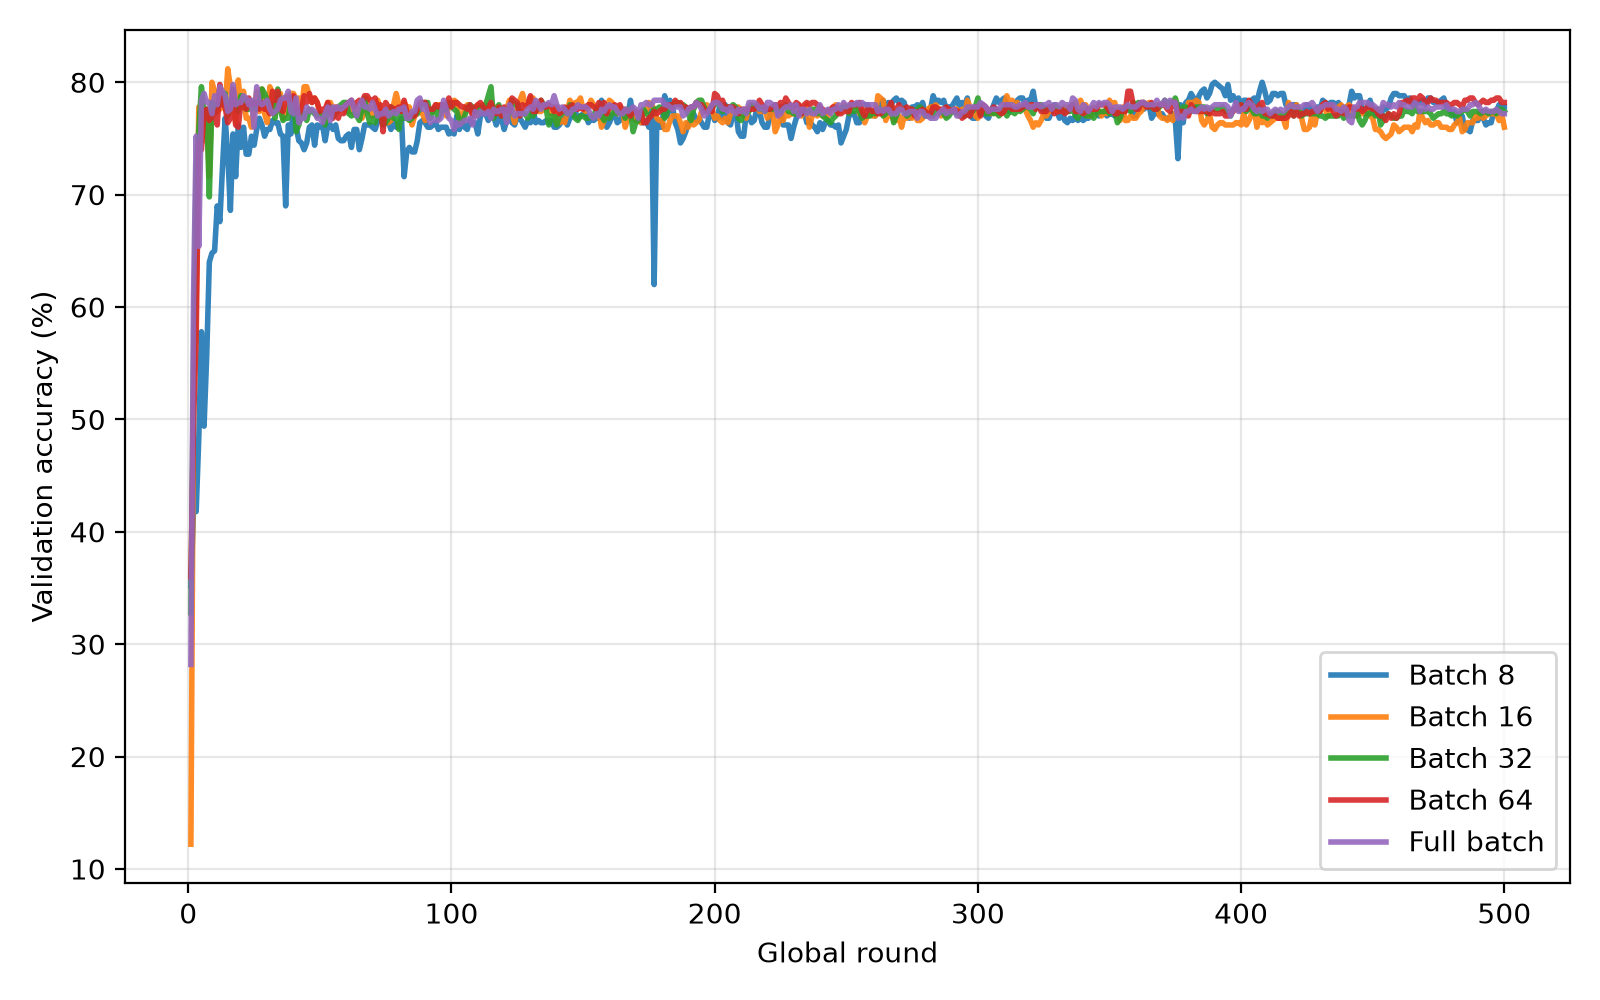 80
70
60
50
40
30
20
10
Validation accuracy (%)
0
100
200
300
400
500
Global round
Batch 8
Batch 16
Batch 32
Batch 64
Full batch